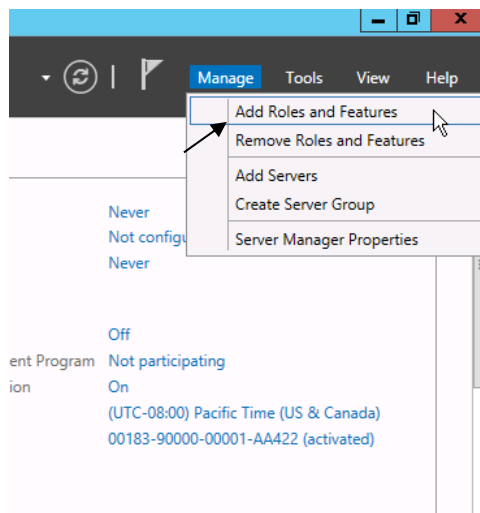 Manage Tools View Help
Add Roles and Features
Remove Roles and Features
Add Servers
Create Server Group
Server Manager Properties
Never
Not configu
Never
Off
ent Program Not participating
ion On
(UTC-08:00) Pacific Time (US & Canada)
00183-90000-00001-AA422 (activated)